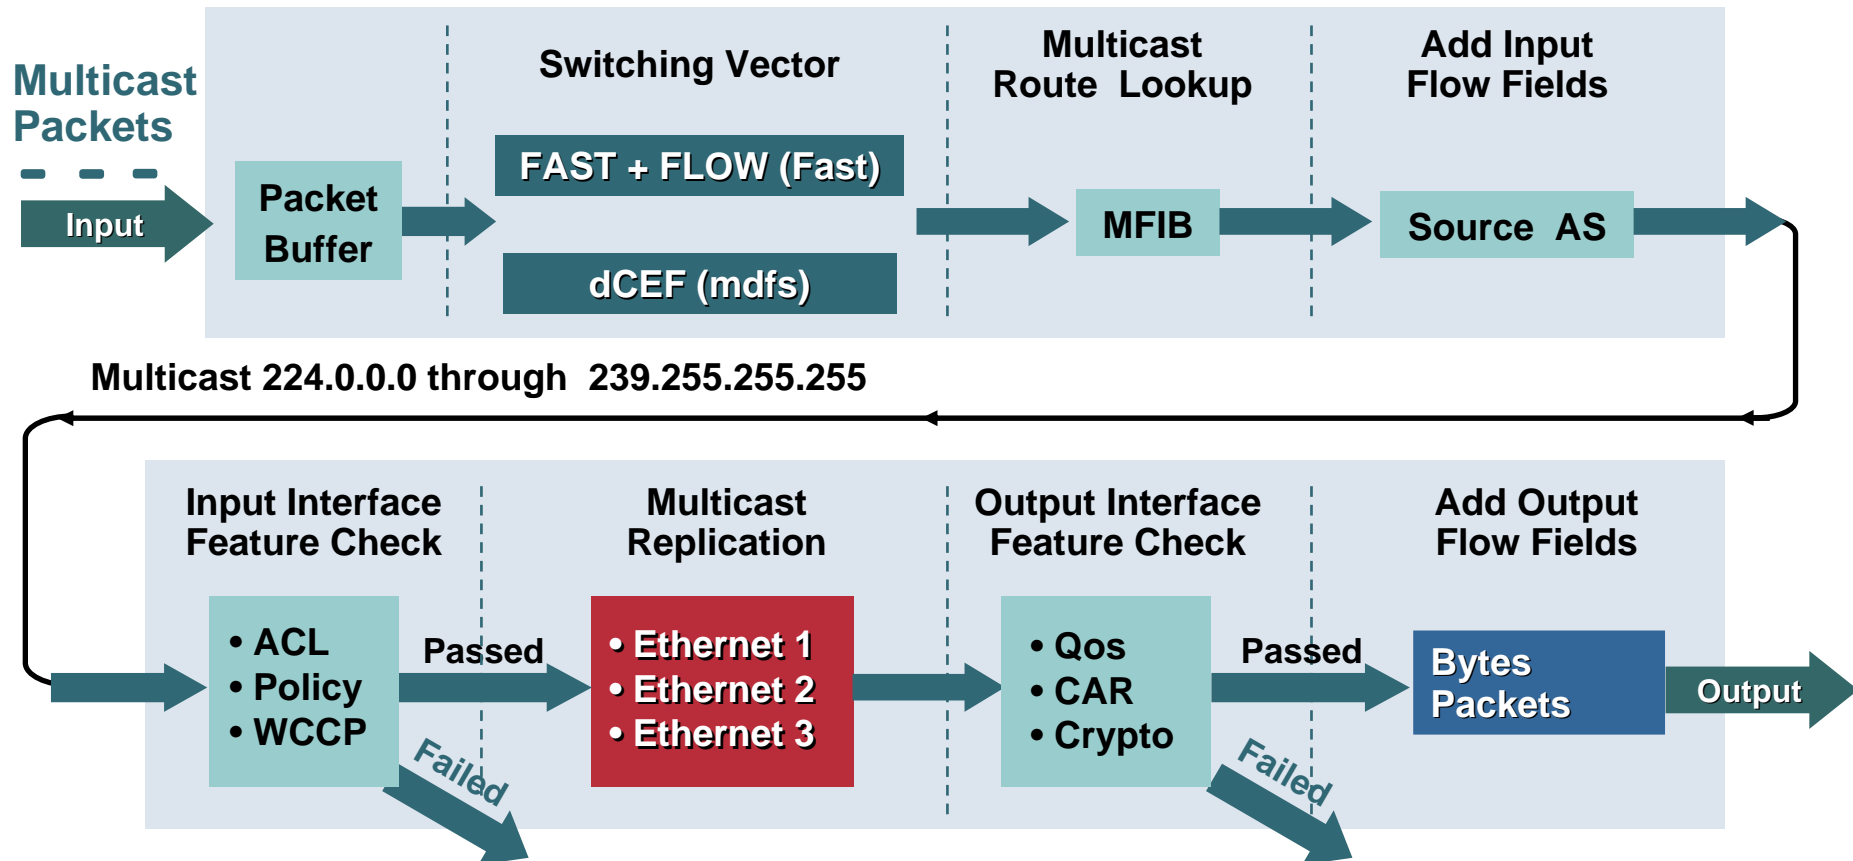 Multicast
Packets
Input
Packet
Buffer
Switching Vector
FAST + FLOW (Fast)
dCEF (mdfs)
Multicast
Route Lookup
MFIB
Add Input
Flow Fields
Source AS
Multicast 224.0.0.0 through 239.255.255.255
Input Interface
Feature Check
• ACL
• Policy
• WCCP
Passed
Failed
Multicast
Replication
• Ethernet 1
• Ethernet 2
• Ethernet 3
Output Interface
Feature Check
• Qos
• CAR
• Crypto
Passed
Failed
Add Output
Flow Fields
Bytes
Packets
Output